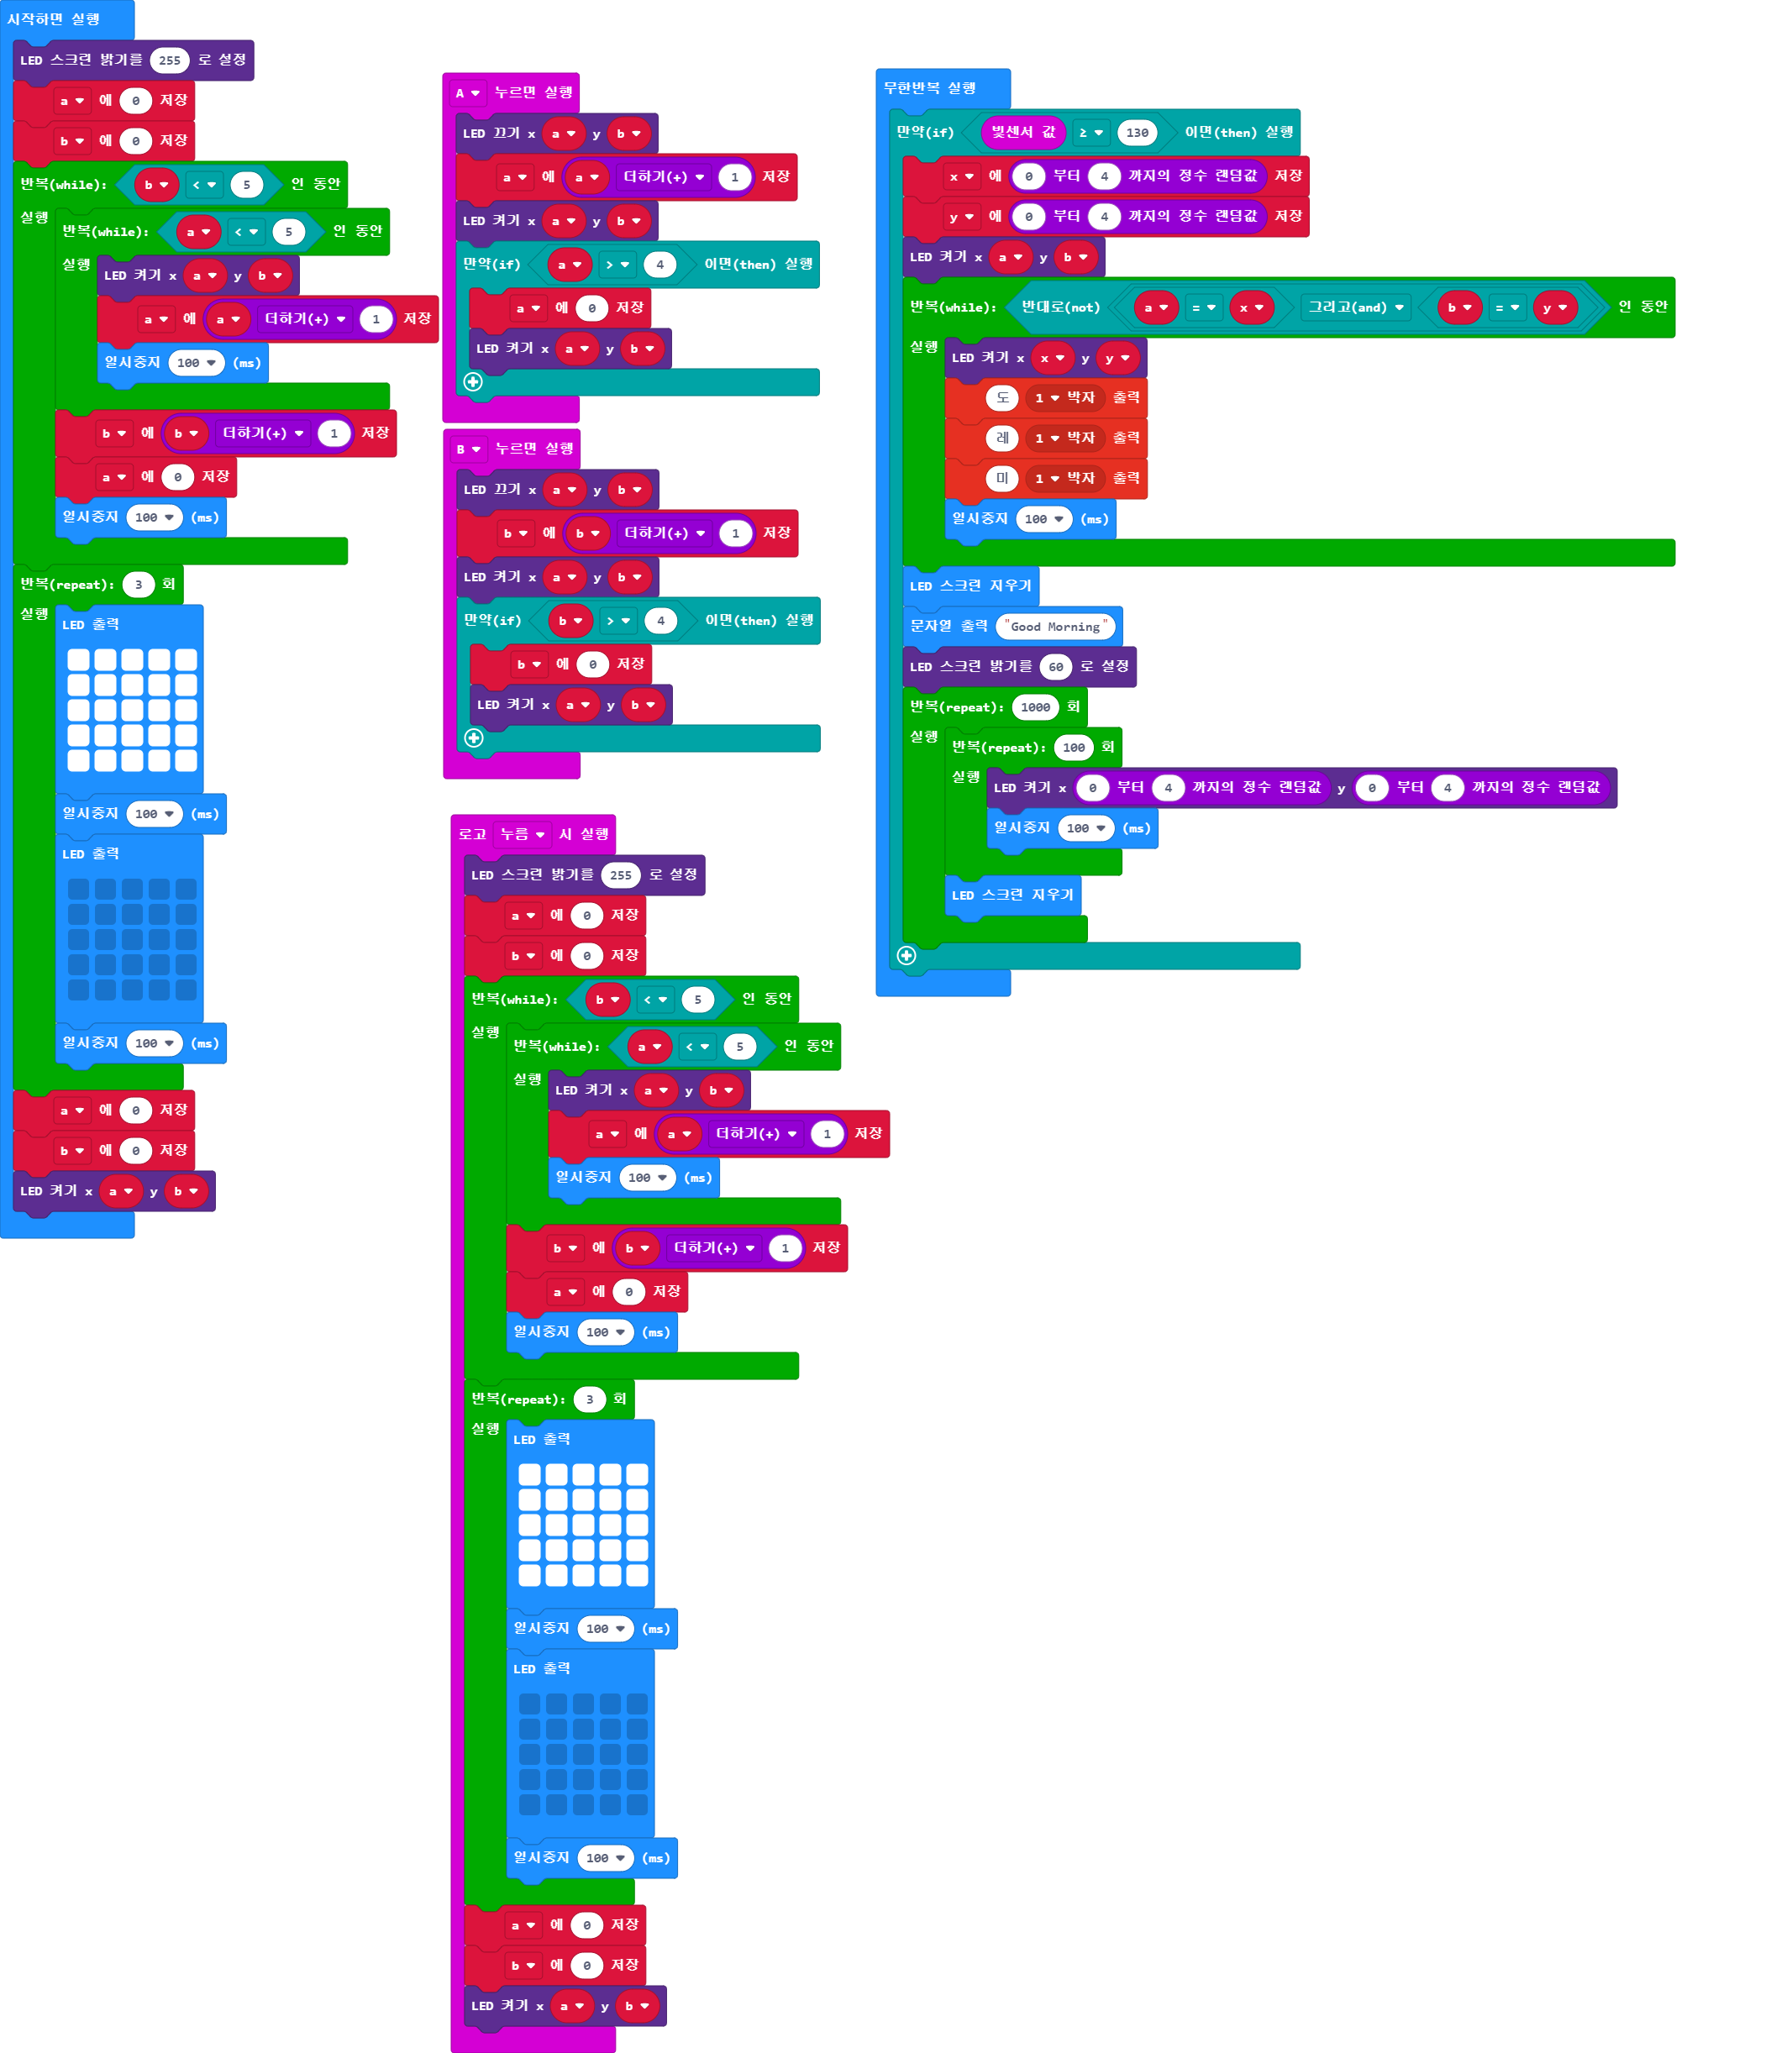 시작하면 실행
LED 스크린 밝기를 255 로 설정
a 에 0 저장
b 에 0 저장
반복(while): b < 5 인 동안
실행
반복(while): a < 5 인 동안
실행
LED 켜기 x a y b
a 에 a 더하기(+) 1 저장
일시중지 100 (ms)
b 에 b 더하기(+) 1 저장
a 에 0 저장
일시중지 100 (ms)
반복(repeat): 3 회
실행
LED 출력
일시중지 100 (ms)
LED 출력
일시중지 100 (ms)
a 에 0 저장
b 에 0 저장
LED 켜기 x a y b
A 누르면 실행
LED 끄기 x a y b
a 에 a 더하기(+) 1 저장
LED 켜기 x a y b
만약(if) a > 4 이면(then) 실행
a 에 0 저장
LED 켜기 x a y b
B 누르면 실행
LED 끄기 x a y b
b 에 b 더하기(+) 1 저장
LED 켜기 x a y b
만약(if) b > 4 이면(then) 실행
b 에 0 저장
LED 켜기 x a y b
로고 누름 시 실행
LED 스크린 밝기를 255 로 설정
a 에 0 저장
b 에 0 저장
반복(while): b < 5 인 동안
실행
반복(while): a < 5 인 동안
실행
LED 켜기 x a y b
a 에 a 더하기(+) 1 저장
일시중지 100 (ms)
b 에 b 더하기(+) 1 저장
a 에 0 저장
일시중지 100 (ms)
반복(repeat): 3 회
실행
LED 출력
일시중지 100 (ms)
LED 출력
일시중지 100 (ms)
a 에 0 저장
b 에 0 저장
LED 켜기 x a y b
무한반복 실행
만약(if) 빛센서 값 ≥ 130 이면(then) 실행
x 에 0 부터 4 까지의 정수 랜덤값 저장
y 에 0 부터 4 까지의 정수 랜덤값 저장
LED 켜기 x a y b
반복(while): 반대로(not) a = x 그리고(and) b = y 인 동안
실행
LED 켜기 x x y y
도 1 박자 출력
레 1 박자 출력
미 1 박자 출력
일시중지 100 (ms)
LED 스크린 지우기
문자열 출력 "Good Morning"
LED 스크린 밝기를 60 로 설정
반복(repeat): 1000 회
실행
반복(repeat): 100 회
실행
LED 켜기 x 0 부터 4 까지의 정수 랜덤값 y 0 부터 4 까지의 정수 랜덤값
일시중지 100 (ms)
LED 스크린 지우기